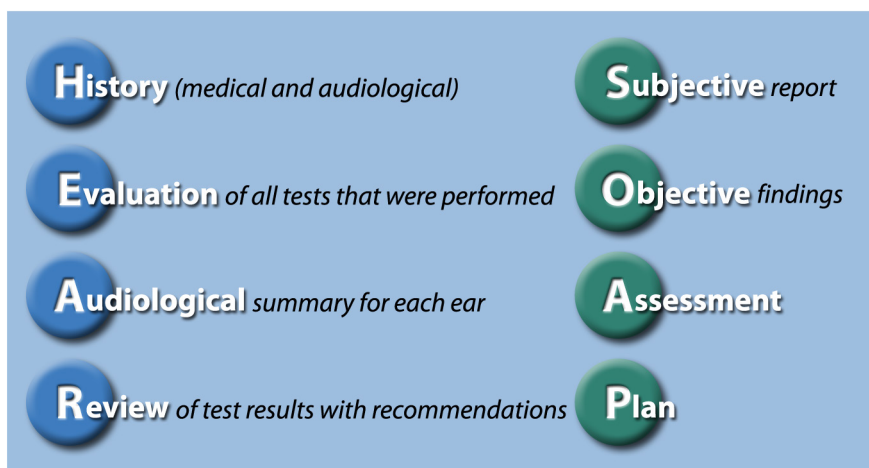 History (medical and audiological)
Evaluation of all tests that were performed
Audiological summary for each ear
Review of test results with recommendations
Subjective report
Objective findings
Assessment
Plan